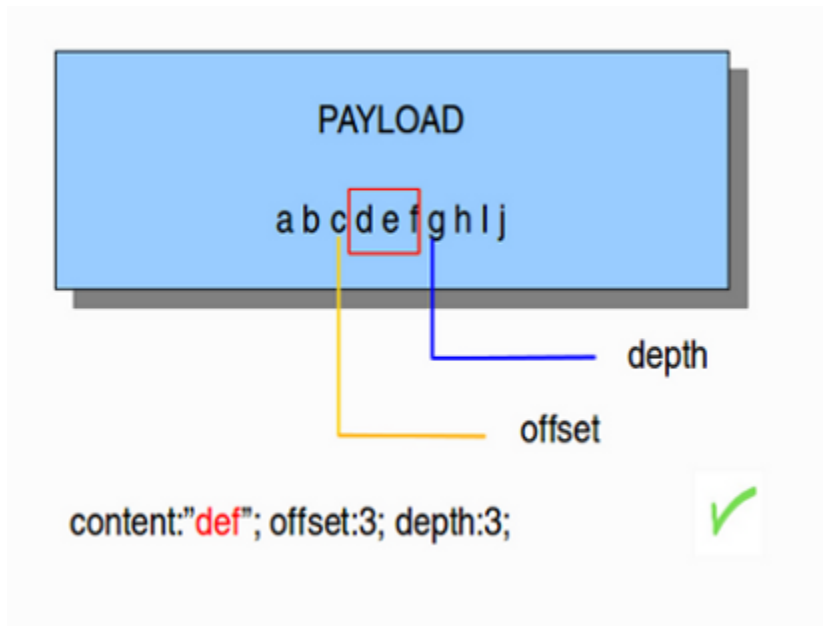 PAYLOAD
a b c d e f g h l j
depth
offset
content:”def”; offset:3; depth:3;